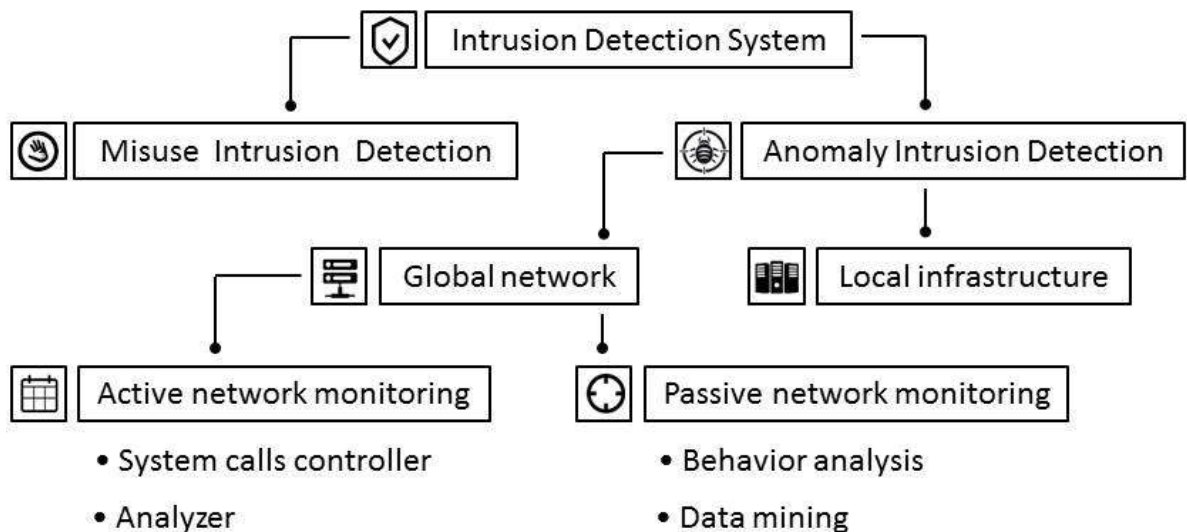 Intrusion Detection System
Misuse Intrusion Detection
Anomaly Intrusion Detection
Global network
Local infrastructure
Active network monitoring
Passive network monitoring
• System calls controller
• Behavior analysis
• Analyzer
• Data mining